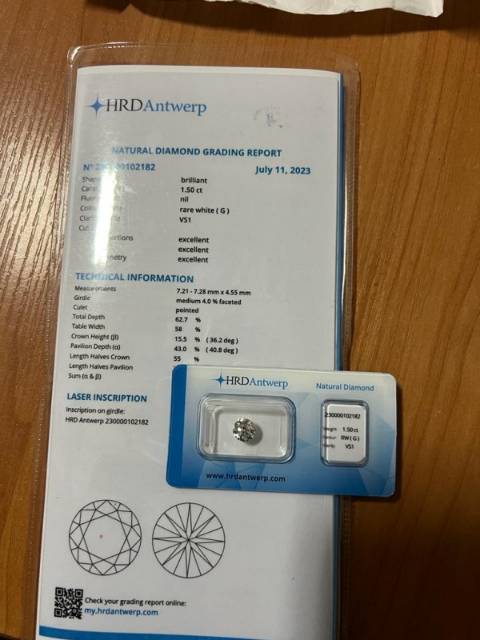 HRDAntwerp
NATURAL DIAMOND GRADING REPORT
N° 230000102182 July 11, 2023
brilliant
1.50 ct
nil
rare white ( G )
VS1
Cut
excellent
excellent
excellent
TECHNICAL INFORMATION
Measurements 7.21 - 7.28 mm x 4.55 mm
Girdle medium 4.0 % faceted
Culet pointed
Total Depth 62.7 %
Table Width 58 %
Crown Height (β) 15.5 % ( 36.2 deg )
Pavilion Depth (α) 43.0 % ( 40.8 deg )
Length Halves Crown 55 %
Length Halves Pavilion
Sum (α & β)
LASER INSCRIPTION
Inscription on girdle:
HRD Antwerp 230000102182
HRDAntwerp Natural Diamond
230000102182
Weight 1.50 ct
Colour RW ( G )
VS1
www.hrdantwerp.com
Check your grading report online:
my.hrdantwerp.com